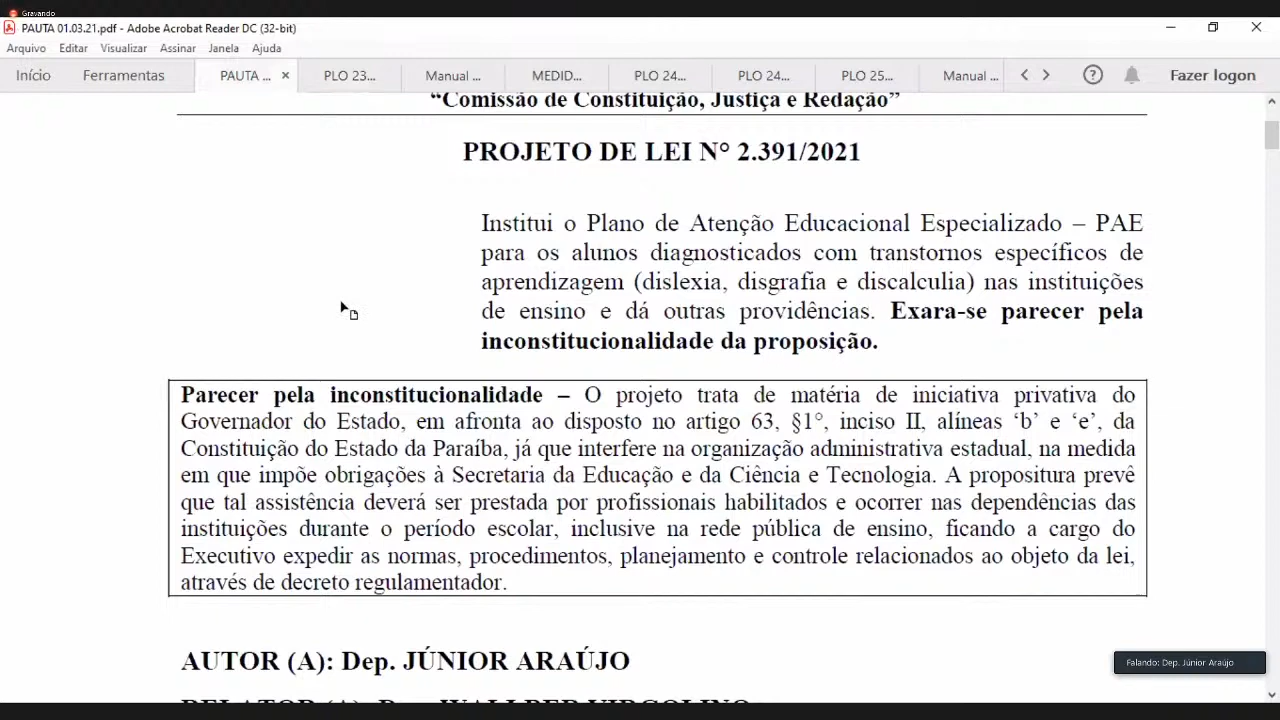 Gravando
PAUTA 01.03.21.pdf - Adobe Acrobat Reader DC (32-bit)
Arquivo Editar Visualizar Assinar Janela Ajuda
Início Ferramentas PAUTA ... × PLO 23... Manual ... MEDID... PLO 24... PLO 24... PLO 25... Manual ... Fazer logon
“Comissão de Constituição, Justiça e Redação”
PROJETO DE LEI N° 2.391/2021
Institui o Plano de Atenção Educacional Especializado – PAE
para os alunos diagnosticados com transtornos específicos de
aprendizagem (dislexia, disgrafia e discalculia) nas instituições
de ensino e dá outras providências. Exara-se parecer pela
inconstitucionalidade da proposição.
Parecer pela inconstitucionalidade – O projeto trata de matéria de iniciativa privativa do
Governador do Estado, em afronta ao disposto no artigo 63, §1°, inciso II, alíneas ‘b’ e ‘e’, da
Constituição do Estado da Paraíba, já que interfere na organização administrativa estadual, na medida
em que impõe obrigações à Secretaria da Educação e da Ciência e Tecnologia. A propositura prevê
que tal assistência deverá ser prestada por profissionais habilitados e ocorrer nas dependências das
instituições durante o período escolar, inclusive na rede pública de ensino, ficando a cargo do
Executivo expedir as normas, procedimentos, planejamento e controle relacionados ao objeto da lei,
através de decreto regulamentador.
AUTOR (A): Dep. JÚNIOR ARAÚJO
Falando: Dep. Júnior Araújo
RELATOR (A): Dep. WALLBER VIRGOLINO